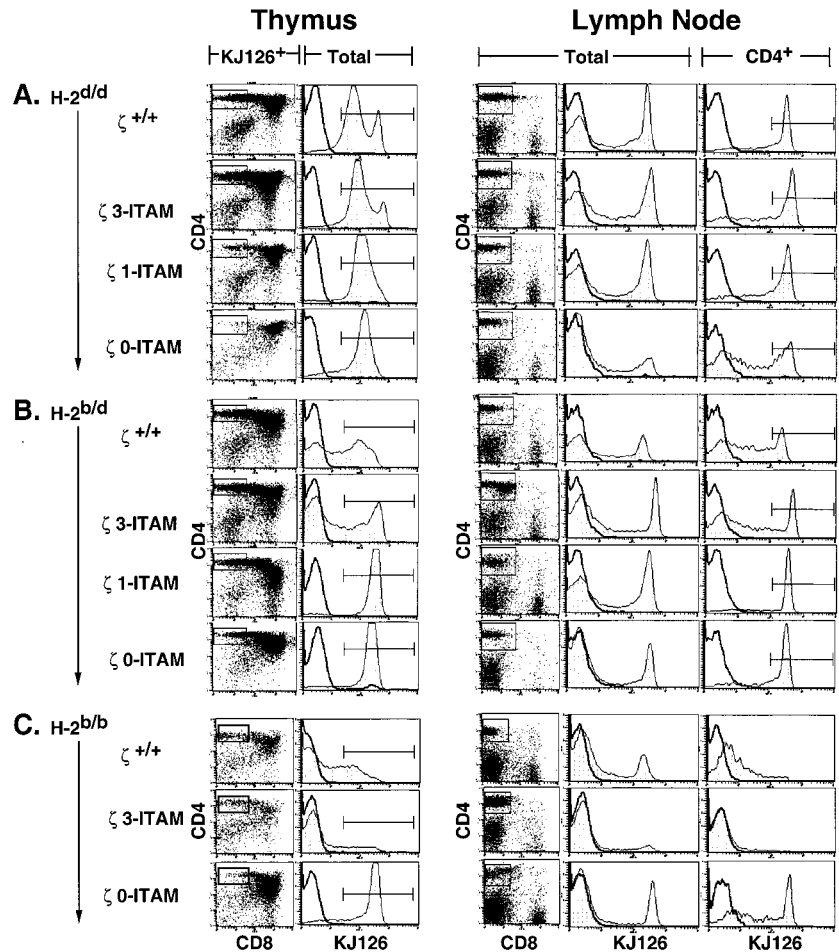 Thymus Lymph Node
KJ126+ Total Total CD4+
A. H-2d/d
ζ +/+
ζ 3-ITAM
ζ 1-ITAM
ζ 0-ITAM
CD4 CD4
B. H-2b/d
ζ +/+
ζ 3-ITAM
ζ 1-ITAM
ζ 0-ITAM
CD4 CD4
C. H-2b/b
ζ +/+
ζ 3-ITAM
ζ 0-ITAM
CD4 CD4
CD8 KJ126 CD8 KJ126 KJ126